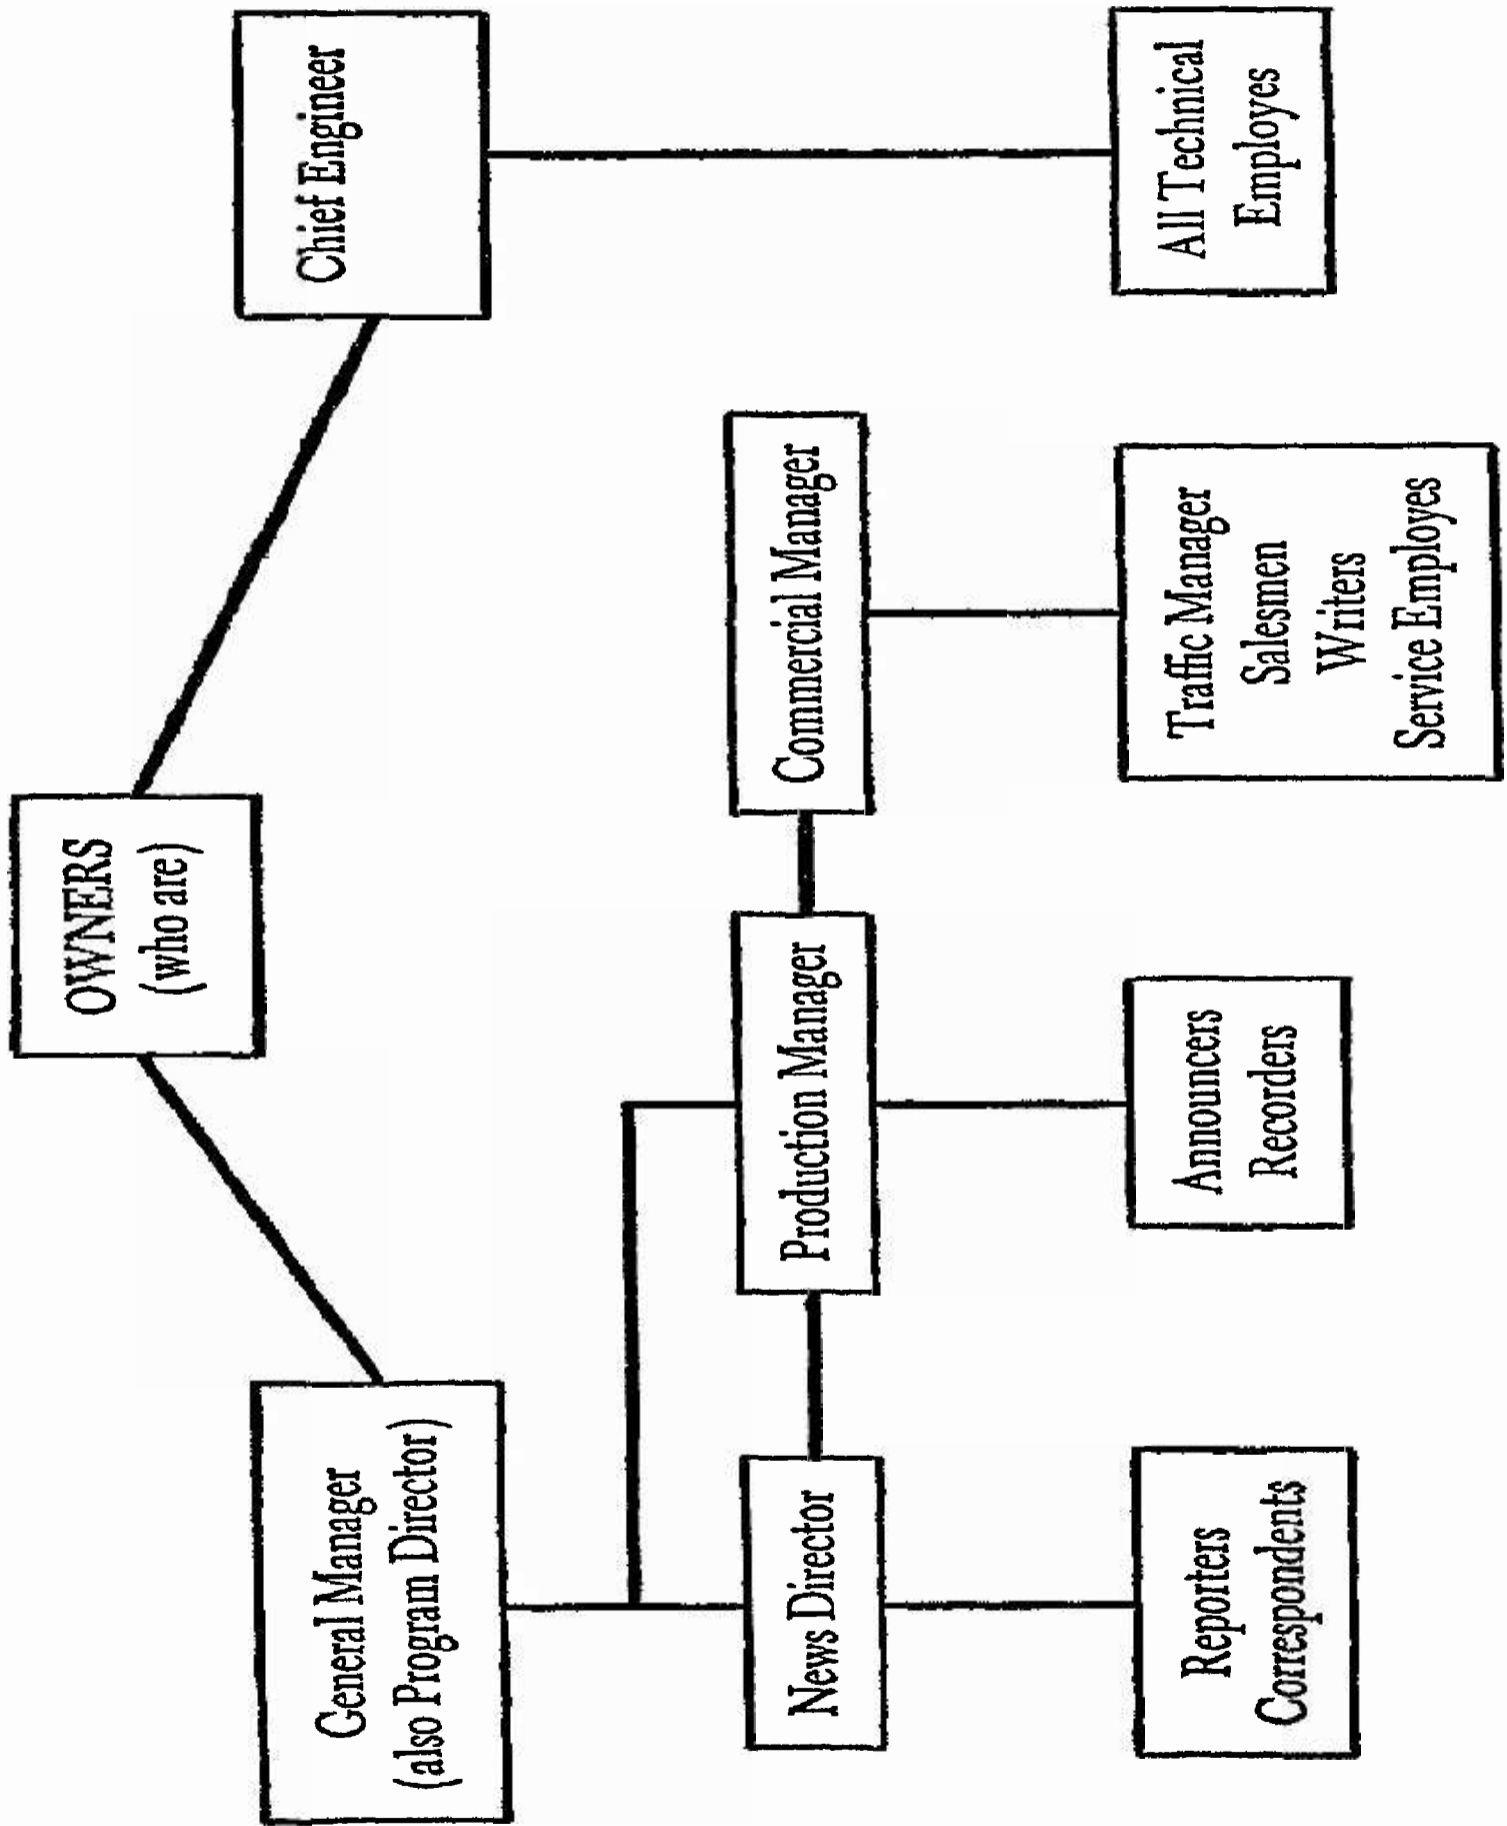 OWNERS
(who are)
General Manager
(also Program Director)
Chief Engineer
News Director
Production Manager
Commercial Manager
Reporters
Correspondents
Announcers
Recorders
Traffic Manager
Salesmen
Writers
Service Employes
All Technical
Employes